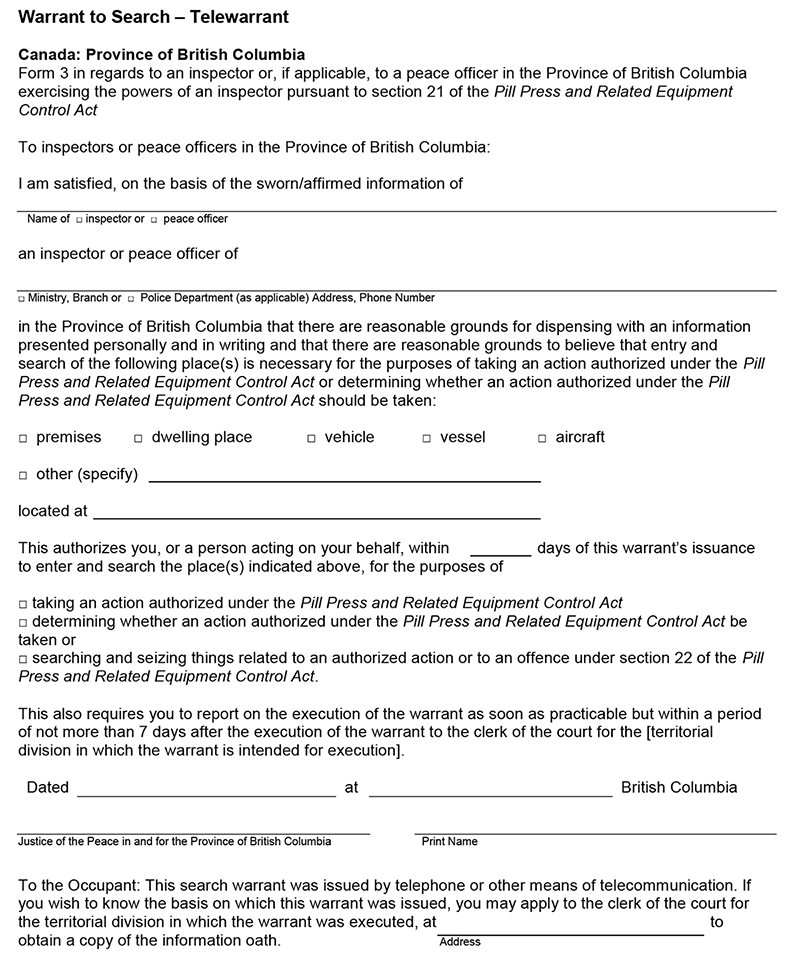 Warrant to Search – Telewarrant
Canada: Province of British Columbia
Form 3 in regards to an inspector or, if applicable, to a peace officer in the Province of British Columbia
exercising the powers of an inspector pursuant to section 21 of the Pill Press and Related Equipment
Control Act
To inspectors or peace officers in the Province of British Columbia:
I am satisfied, on the basis of the sworn/affirmed information of
Name of □ inspector or □ peace officer
an inspector or peace officer of
□ Ministry, Branch or □ Police Department (as applicable) Address, Phone Number
in the Province of British Columbia that there are reasonable grounds for dispensing with an information
presented personally and in writing and that there are reasonable grounds to believe that entry and
search of the following place(s) is necessary for the purposes of taking an action authorized under the Pill
Press and Related Equipment Control Act or determining whether an action authorized under the Pill
Press and Related Equipment Control Act should be taken:
□ premises □ dwelling place □ vehicle □ vessel □ aircraft
□ other (specify)
located at
This authorizes you, or a person acting on your behalf, within days of this warrant's issuance
to enter and search the place(s) indicated above, for the purposes of
□ taking an action authorized under the Pill Press and Related Equipment Control Act
□ determining whether an action authorized under the Pill Press and Related Equipment Control Act be
taken or
□ searching and seizing things related to an authorized action or to an offence under section 22 of the Pill
Press and Related Equipment Control Act.
This also requires you to report on the execution of the warrant as soon as practicable but within a period
of not more than 7 days after the execution of the warrant to the clerk of the court for the [territorial
division in which the warrant is intended for execution].
Dated at British Columbia
Justice of the Peace in and for the Province of British Columbia Print Name
To the Occupant: This search warrant was issued by telephone or other means of telecommunication. If
you wish to know the basis on which this warrant was issued, you may apply to the clerk of the court for
the territorial division in which the warrant was executed, at to
obtain a copy of the information oath. Address